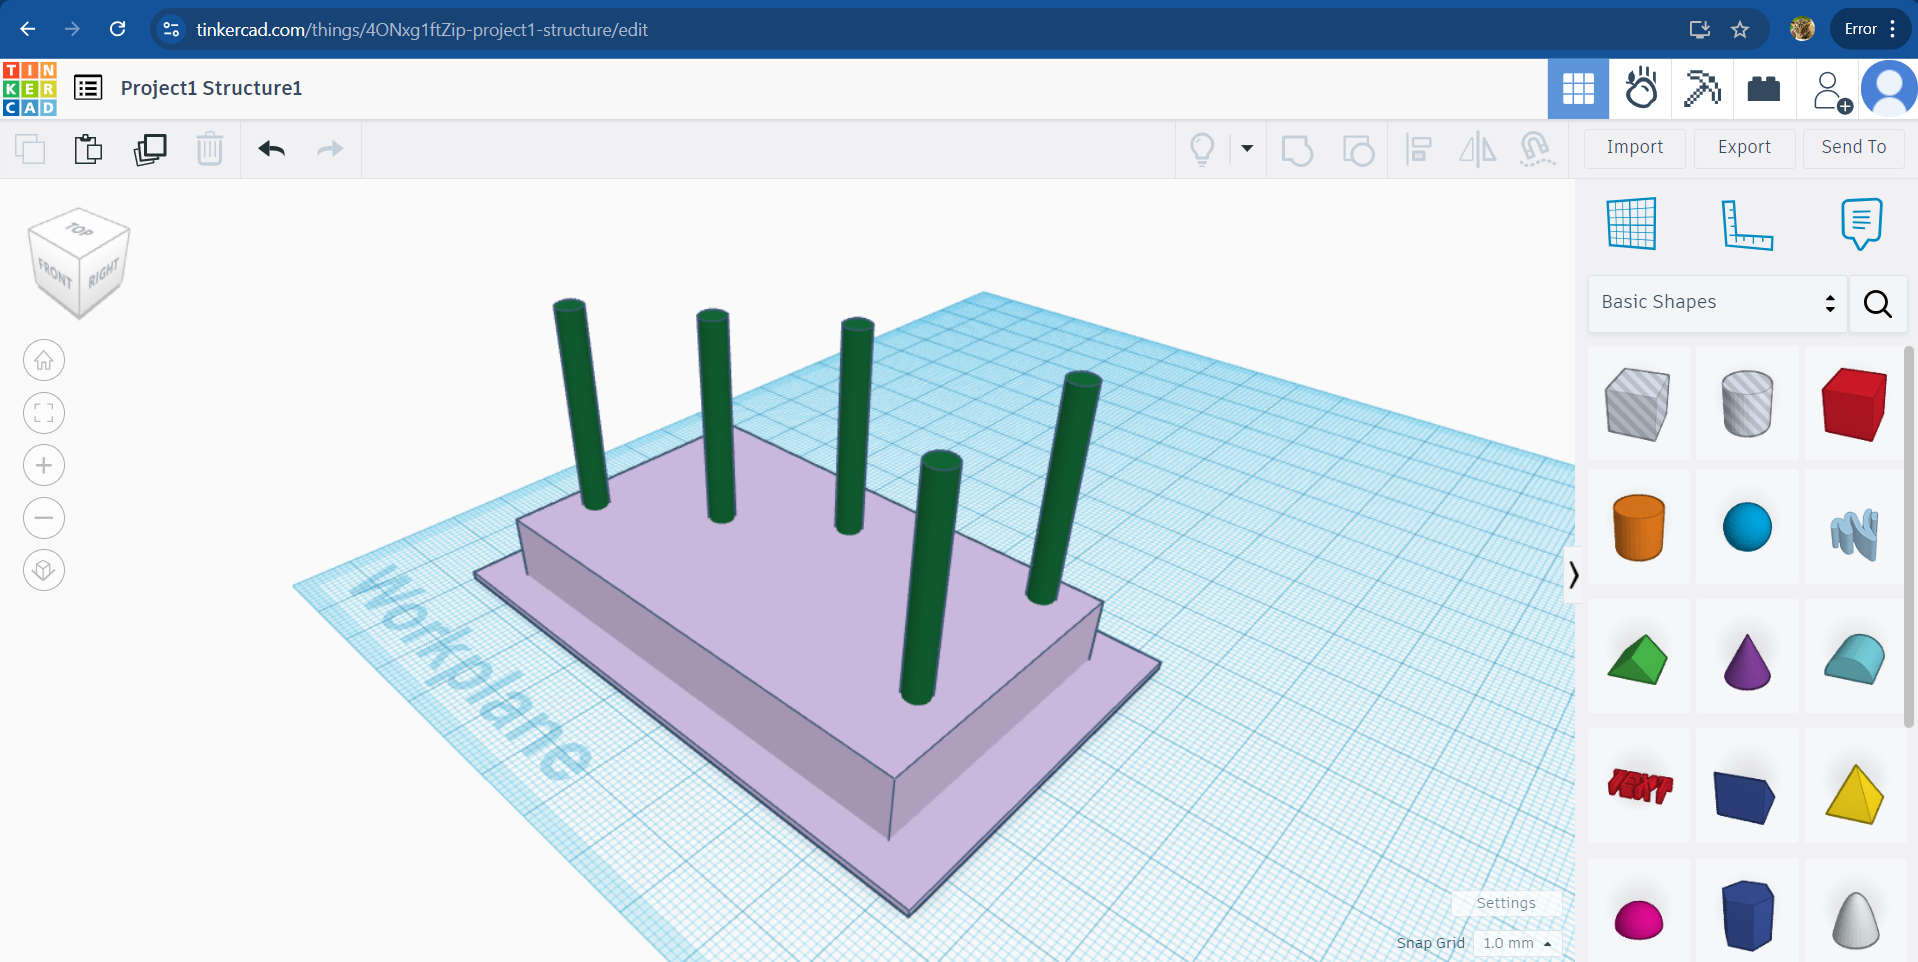 tinkercad.com/things/4ONxg1ftZip-project1-structure/edit
Error
TIN
KER
CAD
Project1 Structure1
Import
Export
Send To
TOP
FRONT
RIGHT
Basic Shapes
Workplane
TEXT
Settings
Snap Grid
1.0 mm